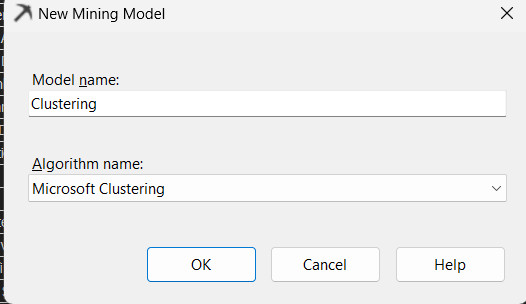 New Mining Model
Model name:
Clustering
Algorithm name:
Microsoft Clustering
OK
Cancel
Help